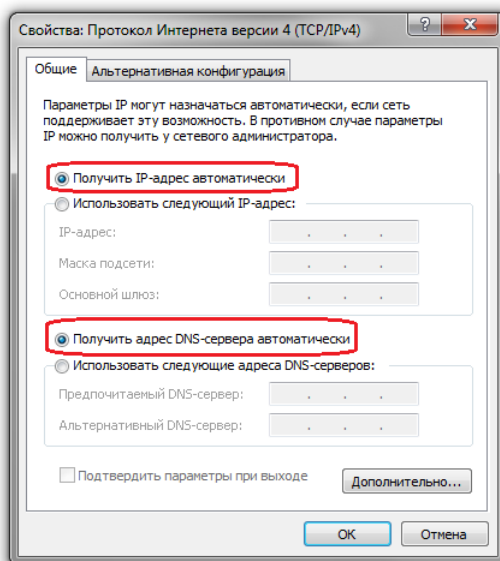 Свойства: Протокол Интернета версии 4 (TCP/IPv4)
Общие
Альтернативная конфигурация
Параметры IP могут назначаться автоматически, если сеть
поддерживает эту возможность. В противном случае параметры
IP можно получить у сетевого администратора.
Получить IP-адрес автоматически
Использовать следующий IP-адрес:
IP-адрес:
Маска подсети:
Основной шлюз:
Получить адрес DNS-сервера автоматически
Использовать следующие адреса DNS-серверов:
Предпочитаемый DNS-сервер:
Альтернативный DNS-сервер:
Подтвердить параметры при выходе
Дополнительно...
ОК
Отмена